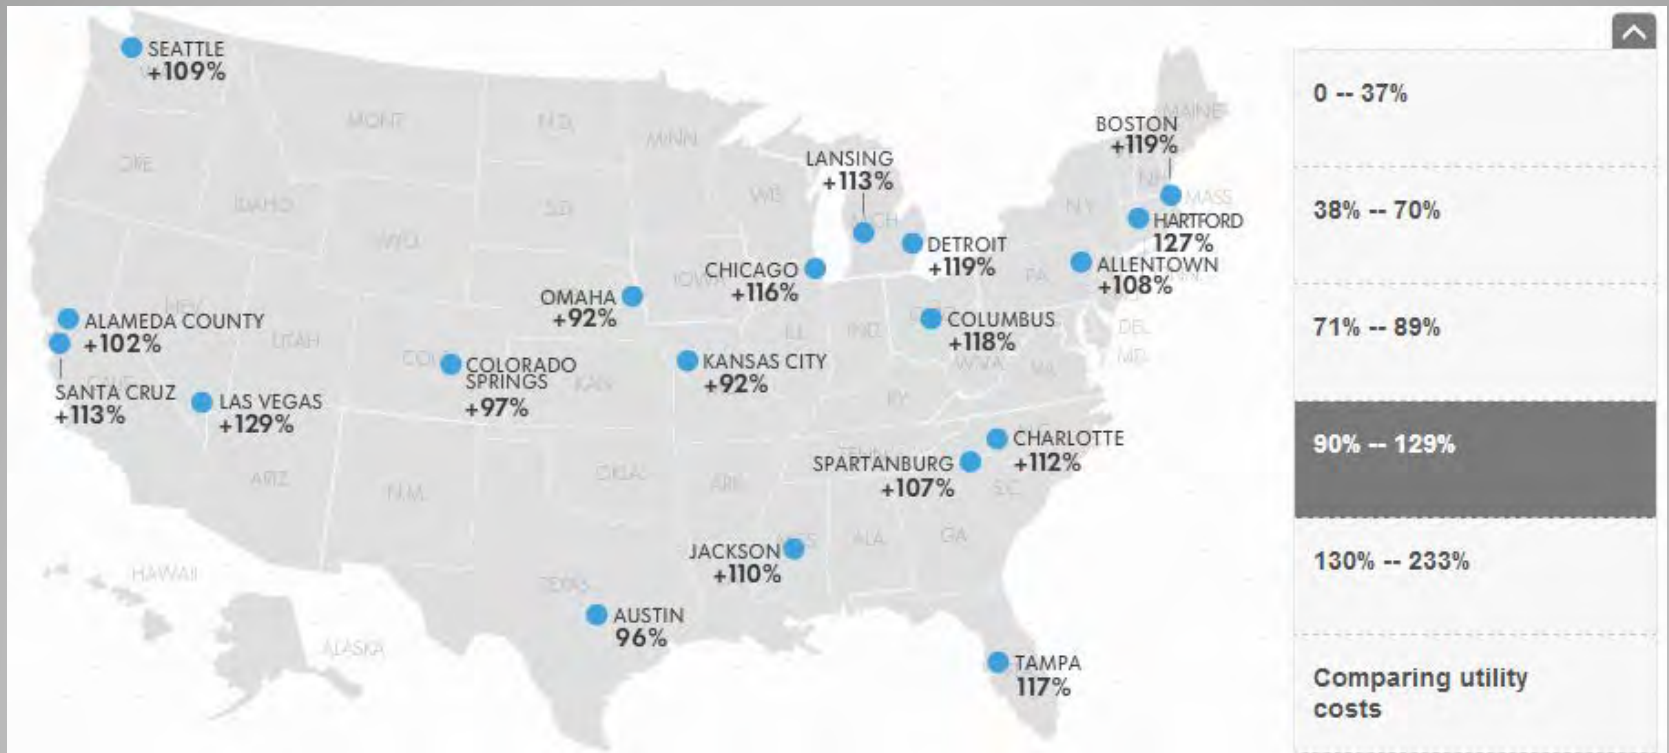 SEATTLE
+109%
MONT.
N.D.
MINN.
MAINE
BOSTON
+119%
LANSING
+113%
ORE.
IDAHO
S.D.
WIS.
N.Y.
N.H.
MASS.
MICH.
HARTFORD
127%
WYO.
DETROIT
+119%
CHICAGO
+116%
IOWA
PA.
ALLENTOWN
+108%
OMAHA
+92%
NEV.
ALAMEDA COUNTY
+102%
UTAH
ILL.
IND.
COLUMBUS
+118%
DEL.
MD.
COLO.
COLORADO
SPRINGS
+97%
KAN.
KANSAS CITY
+92%
W.VA.
VA.
SANTA CRUZ
+113%
LAS VEGAS
+129%
KY.
CHARLOTTE
+112%
TENN.
SPARTANBURG
+107%
S.C.
ARIZ.
N.M.
OKLA.
ARK.
JACKSON
+110%
ALA.
GA.
HAWAII
TEXAS
AUSTIN
96%
ALASKA
TAMPA
117%
0 -- 37%
38% -- 70%
71% -- 89%
90% -- 129%
130% -- 233%
Comparing utility
costs